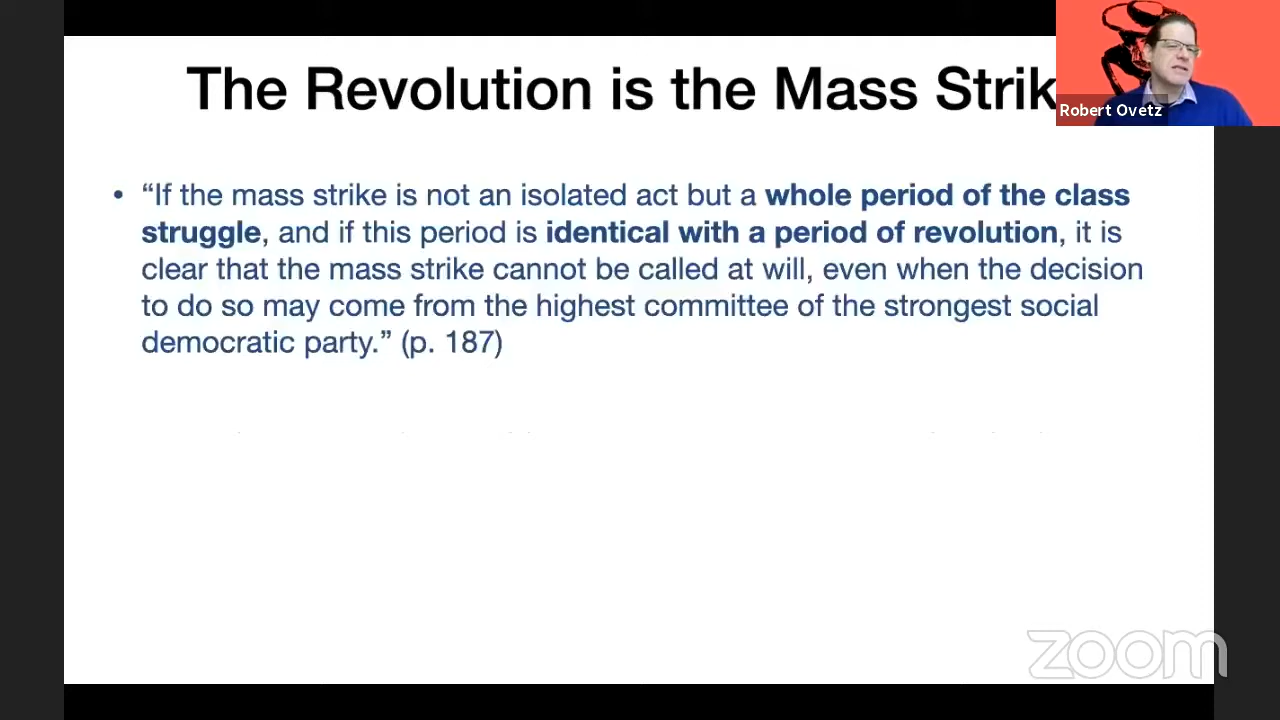 The Revolution is the Mass Strik
Robert Ovetz
• “If the mass strike is not an isolated act but a whole period of the class
struggle, and if this period is identical with a period of revolution, it is
clear that the mass strike cannot be called at will, even when the decision
to do so may come from the highest committee of the strongest social
democratic party.” (p. 187)
zoom